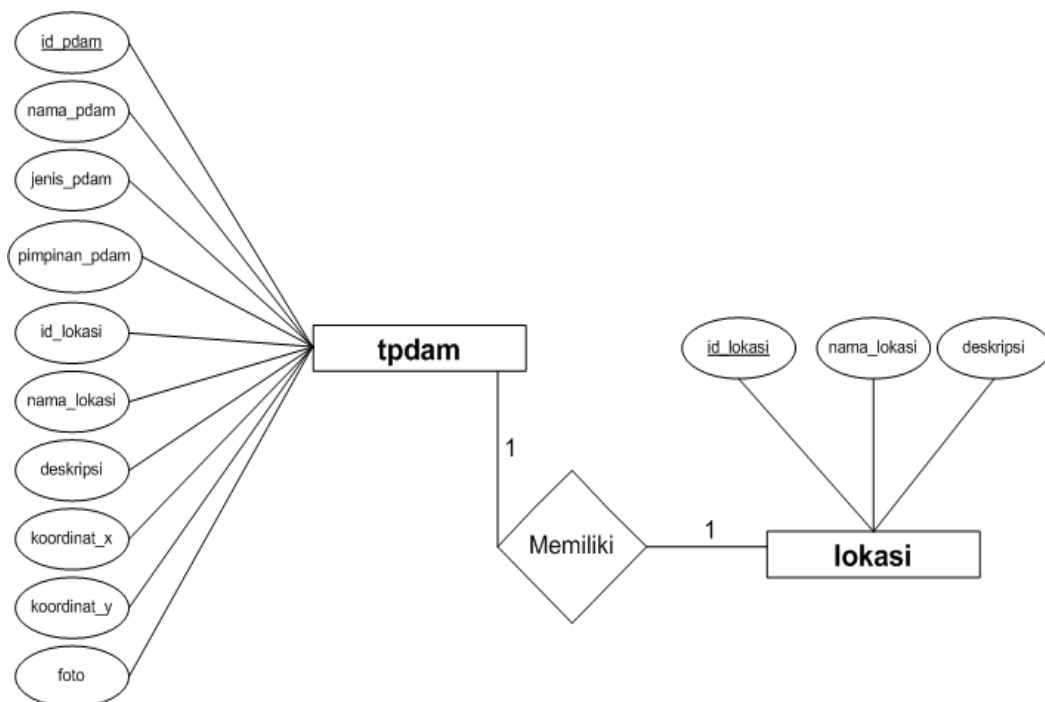 id_pdam
nama_pdam
jenis_pdam
pimpinan_pdam
id_lokasi
nama_lokasi
deskripsi
koordinat_x
koordinat_y
foto
tpdam
1
Memiliki
1
id_lokasi
nama_lokasi
deskripsi
lokasi